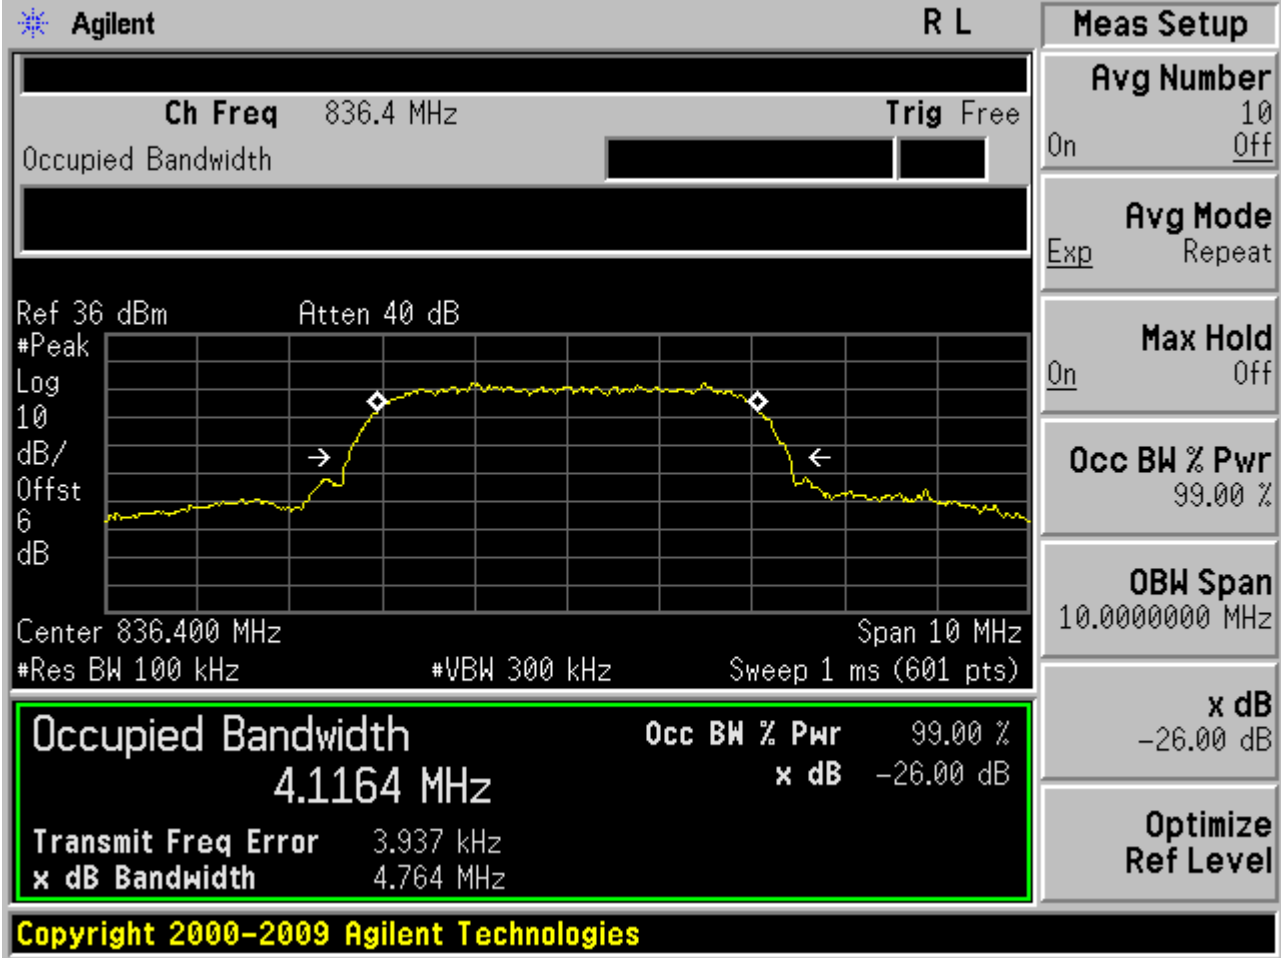 Agilent
R L
Meas Setup
Ch Freq 836.4 MHz
Trig Free
Occupied Bandwidth
Ref 36 dBm
Atten 40 dB
#Peak
Log
10
dB/
Offst
6
dB
Center 836.400 MHz
Span 10 MHz
#Res BW 100 kHz
#VBW 300 kHz
Sweep 1 ms (601 pts)
Occupied Bandwidth
4.1164 MHz
Occ BW % Pwr 99.00 %
x dB -26.00 dB
Transmit Freq Error 3.937 kHz
x dB Bandwidth 4.764 MHz
Avg Number
10
On Off
Avg Mode
Exp Repeat
Max Hold
On Off
Occ BW % Pwr
99.00 %
OBW Span
10.0000000 MHz
x dB
-26.00 dB
Optimize
Ref Level
Copyright 2000-2009 Agilent Technologies